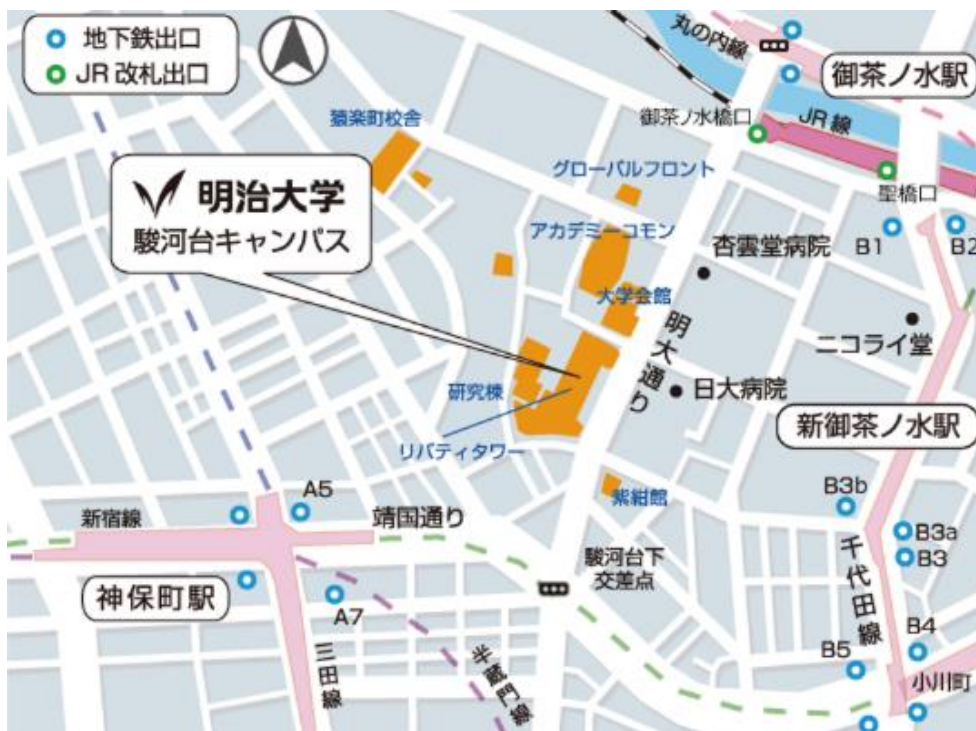 地下鉄出口
JR改札出口
丸の内線
御茶ノ水駅
猿楽町校舎
御茶ノ水橋口
JR線
グローバルフロント
聖橋口
明治大学
駿河台キャンパス
アカデミーコモン
杏雲堂病院
B1
B2
大学会館
明大通り
ニコライ堂
研究棟
日大病院
リバティタワー
新御茶ノ水駅
紫紺館
B3b
A5
新宿線
靖国通り
B3a
B3
駿河台下
交差点
千代田線
神保町駅
A7
B4
B5
三田線
半蔵門線
小川町